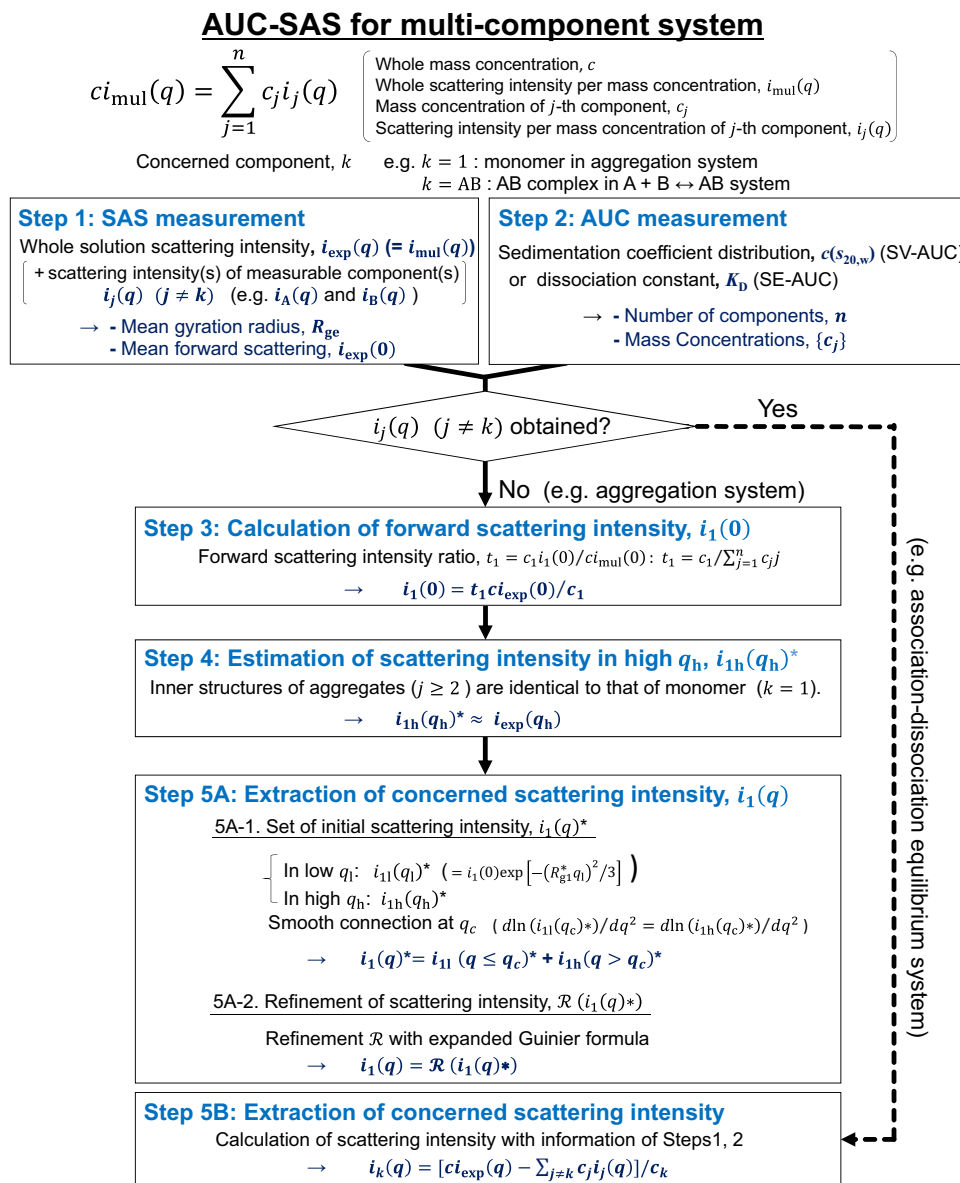 AUC-SAS for multi-component system
ci_mul(q) = ∑_{j=1}^{n} c_j i_j(q)
Whole mass concentration, c
Whole scattering intensity per mass concentration, i_mul(q)
Mass concentration of j-th component, c_j
Scattering intensity per mass concentration of j-th component, i_j(q)
Concerned component, k e.g. k = 1 : monomer in aggregation system
k = AB : AB complex in A + B ↔ AB system
Step 1: SAS measurement
Whole solution scattering intensity, i_exp(q) (= i_mul(q))
+ scattering intensity(s) of measurable component(s)
i_j(q) (j ≠ k) (e.g. i_A(q) and i_B(q) )
→ - Mean gyration radius, R_ge
- Mean forward scattering, i_exp(0)
Step 2: AUC measurement
Sedimentation coefficient distribution, c(s_20,w) (SV-AUC)
or dissociation constant, K_D (SE-AUC)
→ - Number of components, n
- Mass Concentrations, {c_j}
i_j(q) (j ≠ k) obtained?
Yes
No (e.g. aggregation system)
(e.g. association-dissociation equilibrium system)
Step 3: Calculation of forward scattering intensity, i_1(0)
Forward scattering intensity ratio, t_1 = c_1i_1(0)/ci_mul(0): t_1 = c_1/∑_{j=1}^{n} c_j j
→ i_1(0) = t_1ci_exp(0)/c_1
Step 4: Estimation of scattering intensity in high q_h, i_1h(q_h)*
Inner structures of aggregates (j ≥ 2 ) are identical to that of monomer (k = 1).
→ i_1h(q_h)* ≈ i_exp(q_h)
Step 5A: Extraction of concerned scattering intensity, i_1(q)
5A-1. Set of initial scattering intensity, i_1(q)*
In low q_l: i_1l(q_l)* ( = i_1(0)exp[−(R*_g1 q_l)²/3] )
In high q_h: i_1h(q_h)*
Smooth connection at q_c ( dln (i_1l(q_c)*)/dq² = dln (i_1h(q_c)*)/dq² )
→ i_1(q)*= i_1l (q ≤ q_c)* + i_1h(q > q_c)*
5A-2. Refinement of scattering intensity, ℛ (i_1(q)*)
Refinement ℛ with expanded Guinier formula
→ i_1(q) = ℛ (i_1(q)*)
Step 5B: Extraction of concerned scattering intensity
Calculation of scattering intensity with information of Steps1, 2
→ i_k(q) = [ci_exp(q) − ∑_{j≠k} c_j i_j(q)]/c_k